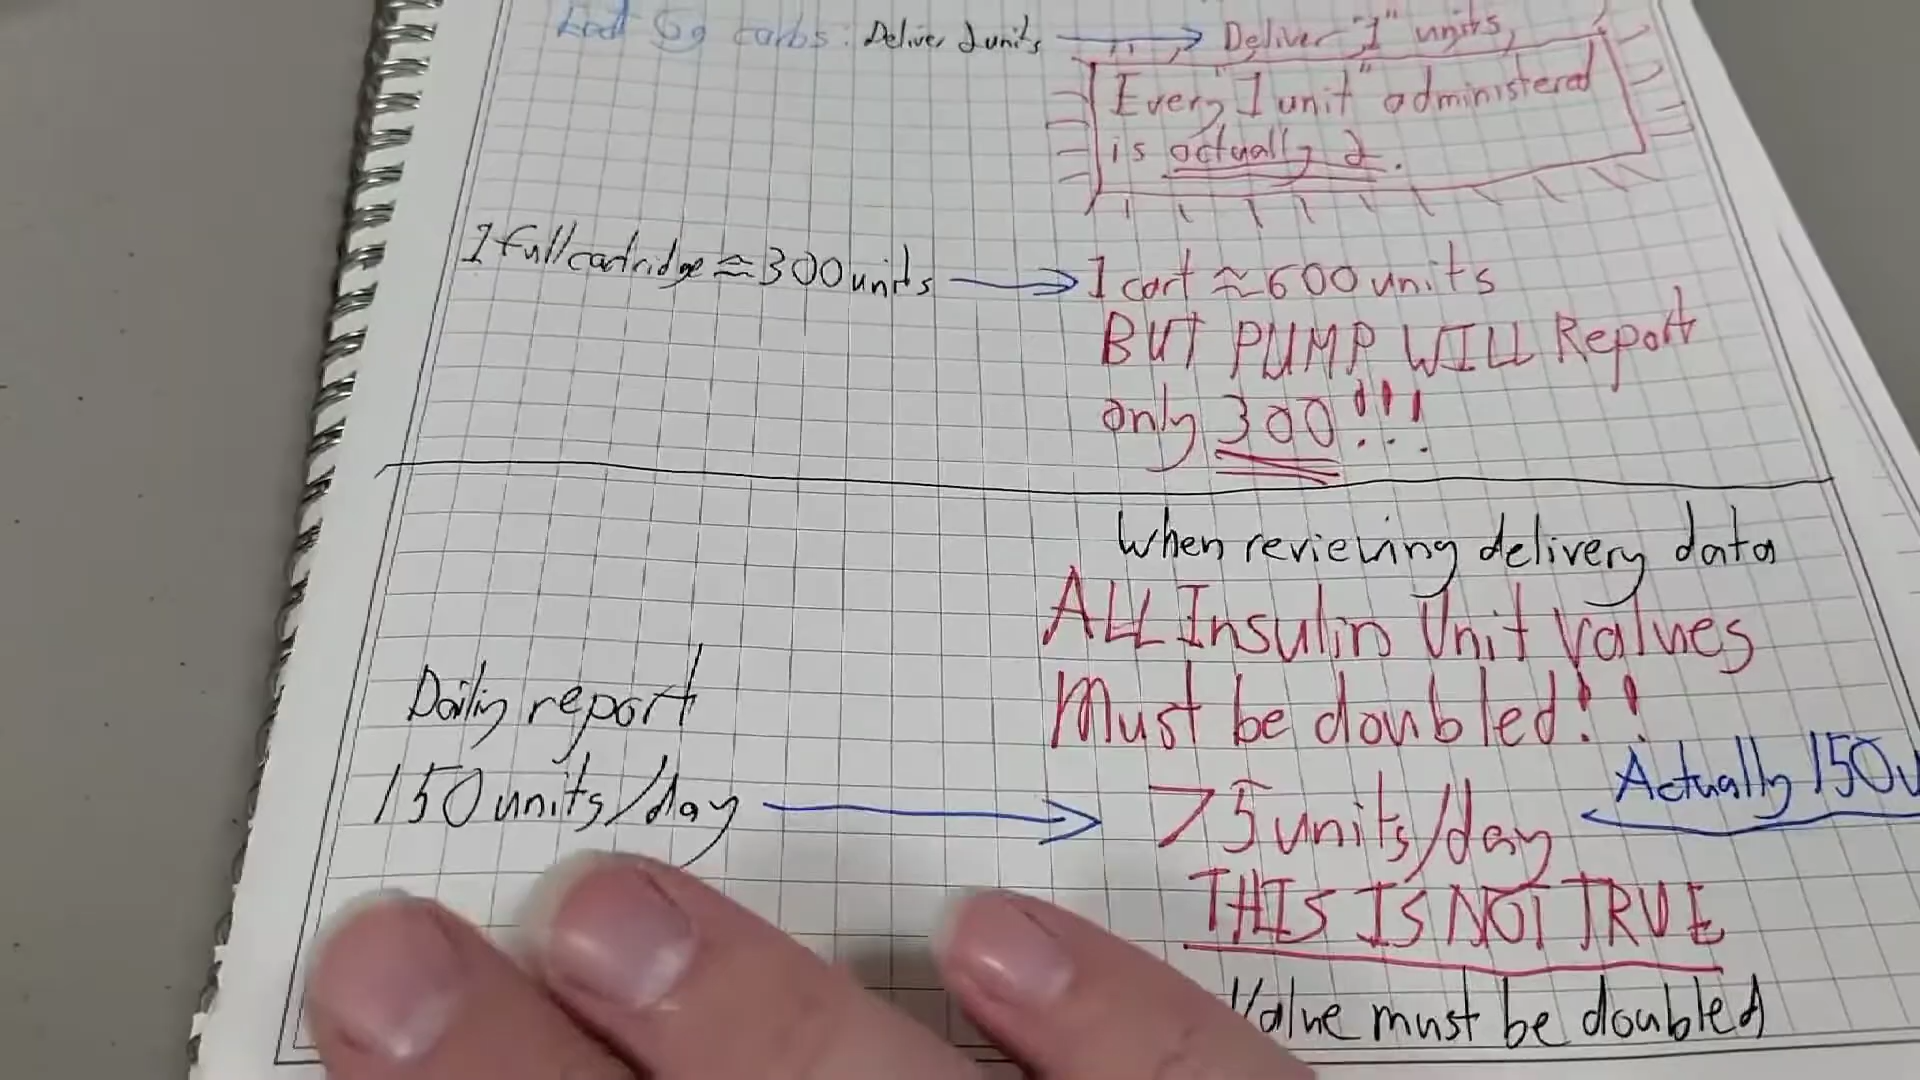 Eat 6g carbs: Deliver 2 units → Deliver "1" units,
Every "1 unit" administered
is actually 2.
1 full cartridge ≈ 300 units → 1 cart ≈ 600 units
BUT PUMP WILL Report
only 300!!!
When reviewing delivery data
ALL Insulin Unit Values
Must be doubled!!
Daily report
150 units/day → 75 units/day ← Actually 150u
THIS IS NOT TRUE
Value must be doubled